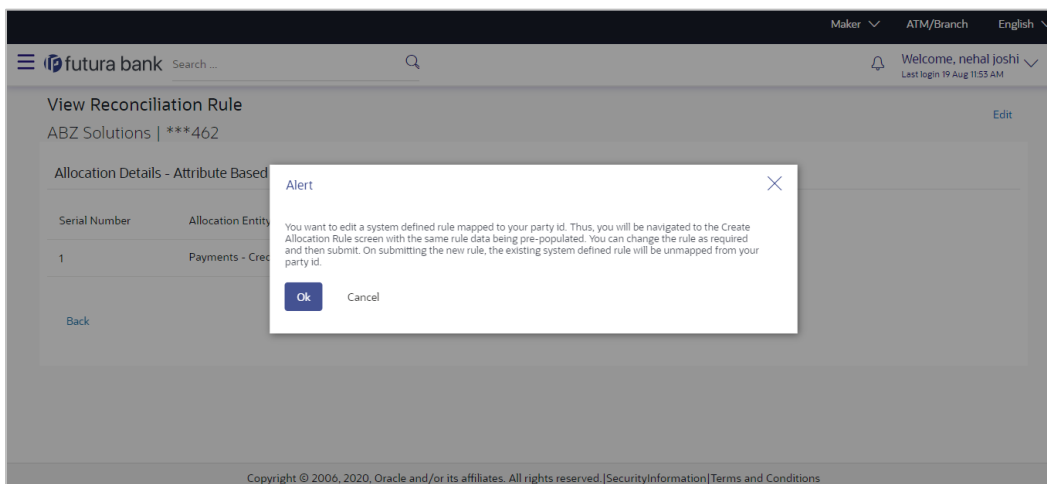 Maker ATM/Branch English
futura bank Search ... Welcome, nehal joshi
Last login 19 Aug 11:53 AM
View Reconciliation Rule
Edit
ABZ Solutions | ***462
Allocation Details - Attribute Based
Alert
Serial Number Allocation Entity
You want to edit a system defined rule mapped to your party id. Thus, you will be navigated to the Create
Allocation Rule screen with the same rule data being pre-populated. You can change the rule as required
and then submit. On submitting the new rule, the existing system defined rule will be unmapped from your
party id.
1 Payments - Cred
Ok Cancel
Back
Copyright © 2006, 2020, Oracle and/or its affiliates. All rights reserved.|SecurityInformation|Terms and Conditions